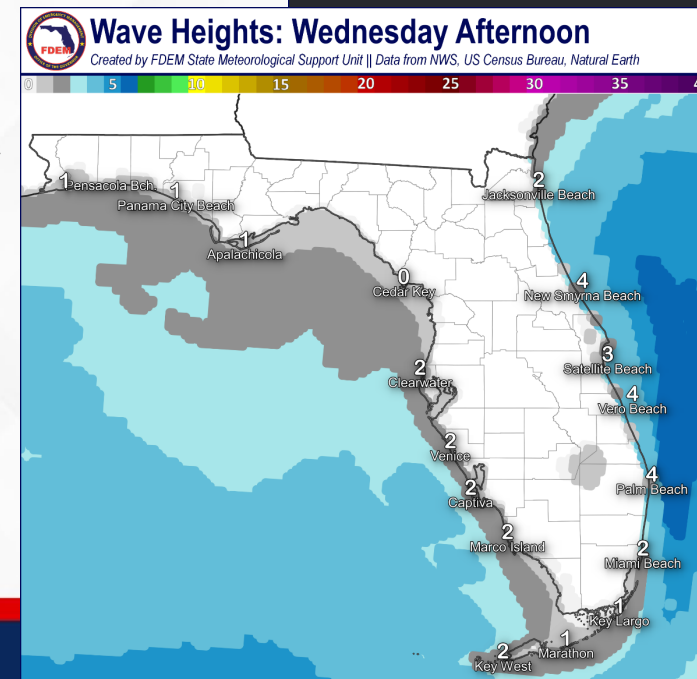 FDEM
Wave Heights: Wednesday Afternoon
Created by FDEM State Meteorological Support Unit || Data from NWS, US Census Bureau, Natural Earth
0 5 10 15 20 25 30 35 4
2
Jacksonville Beach
1 Pensacola Bch.
1
Panama City Beach
1
Apalachicola
0
Cedar Key
4
New Smyrna Beach
3
Satellite Beach
2
Clearwater
4
Vero Beach
2
Venice
4
Palm Beach
2
Captiva
2
Marco Island
2
Miami Beach
1
Key Largo
1
Marathon
2
Key West